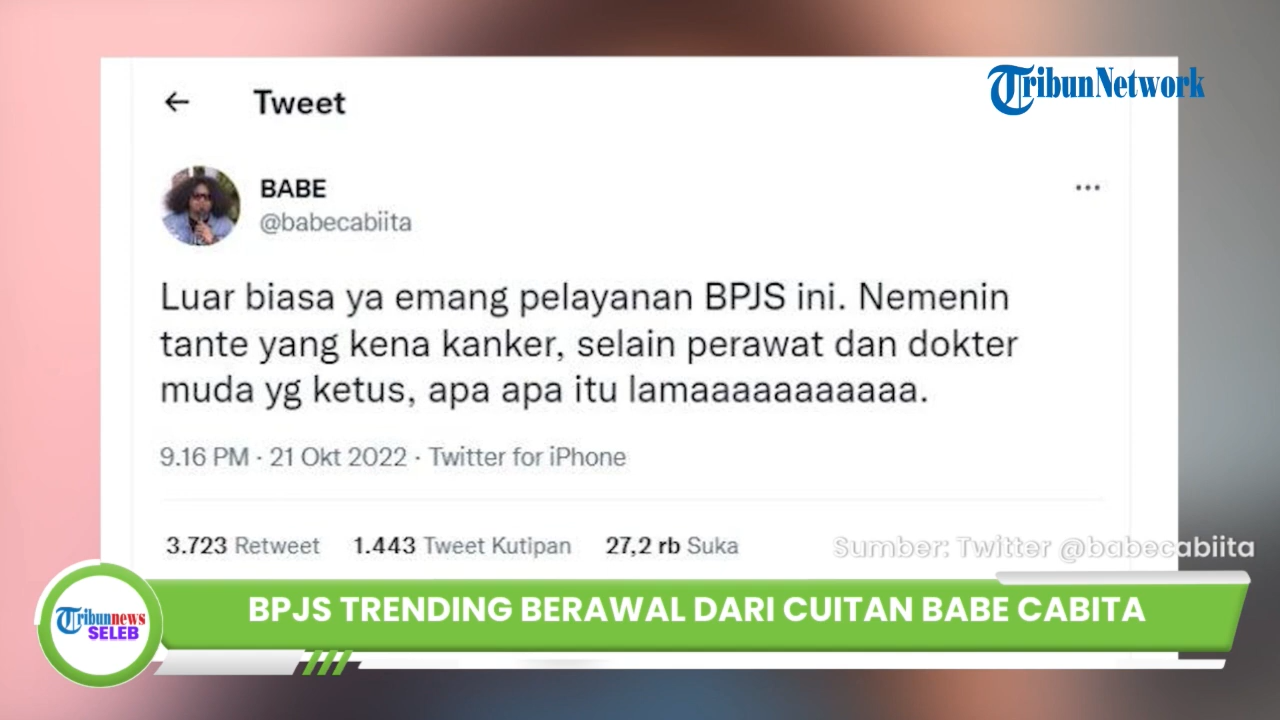 TribunNetwork
Tweet
BABE
@babecabiita
Luar biasa ya emang pelayanan BPJS ini. Nemenin
tante yang kena kanker, selain perawat dan dokter
muda yg ketus, apa apa itu lamaaaaaaaaaaa.
9.16 PM · 21 Okt 2022 · Twitter for iPhone
3.723 Retweet 1.443 Tweet Kutipan 27,2 rb Suka
Sumber: Twitter @babecabiita
BPJS TRENDING BERAWAL DARI CUITAN BABE CABITA
Tribunnews
SELEB